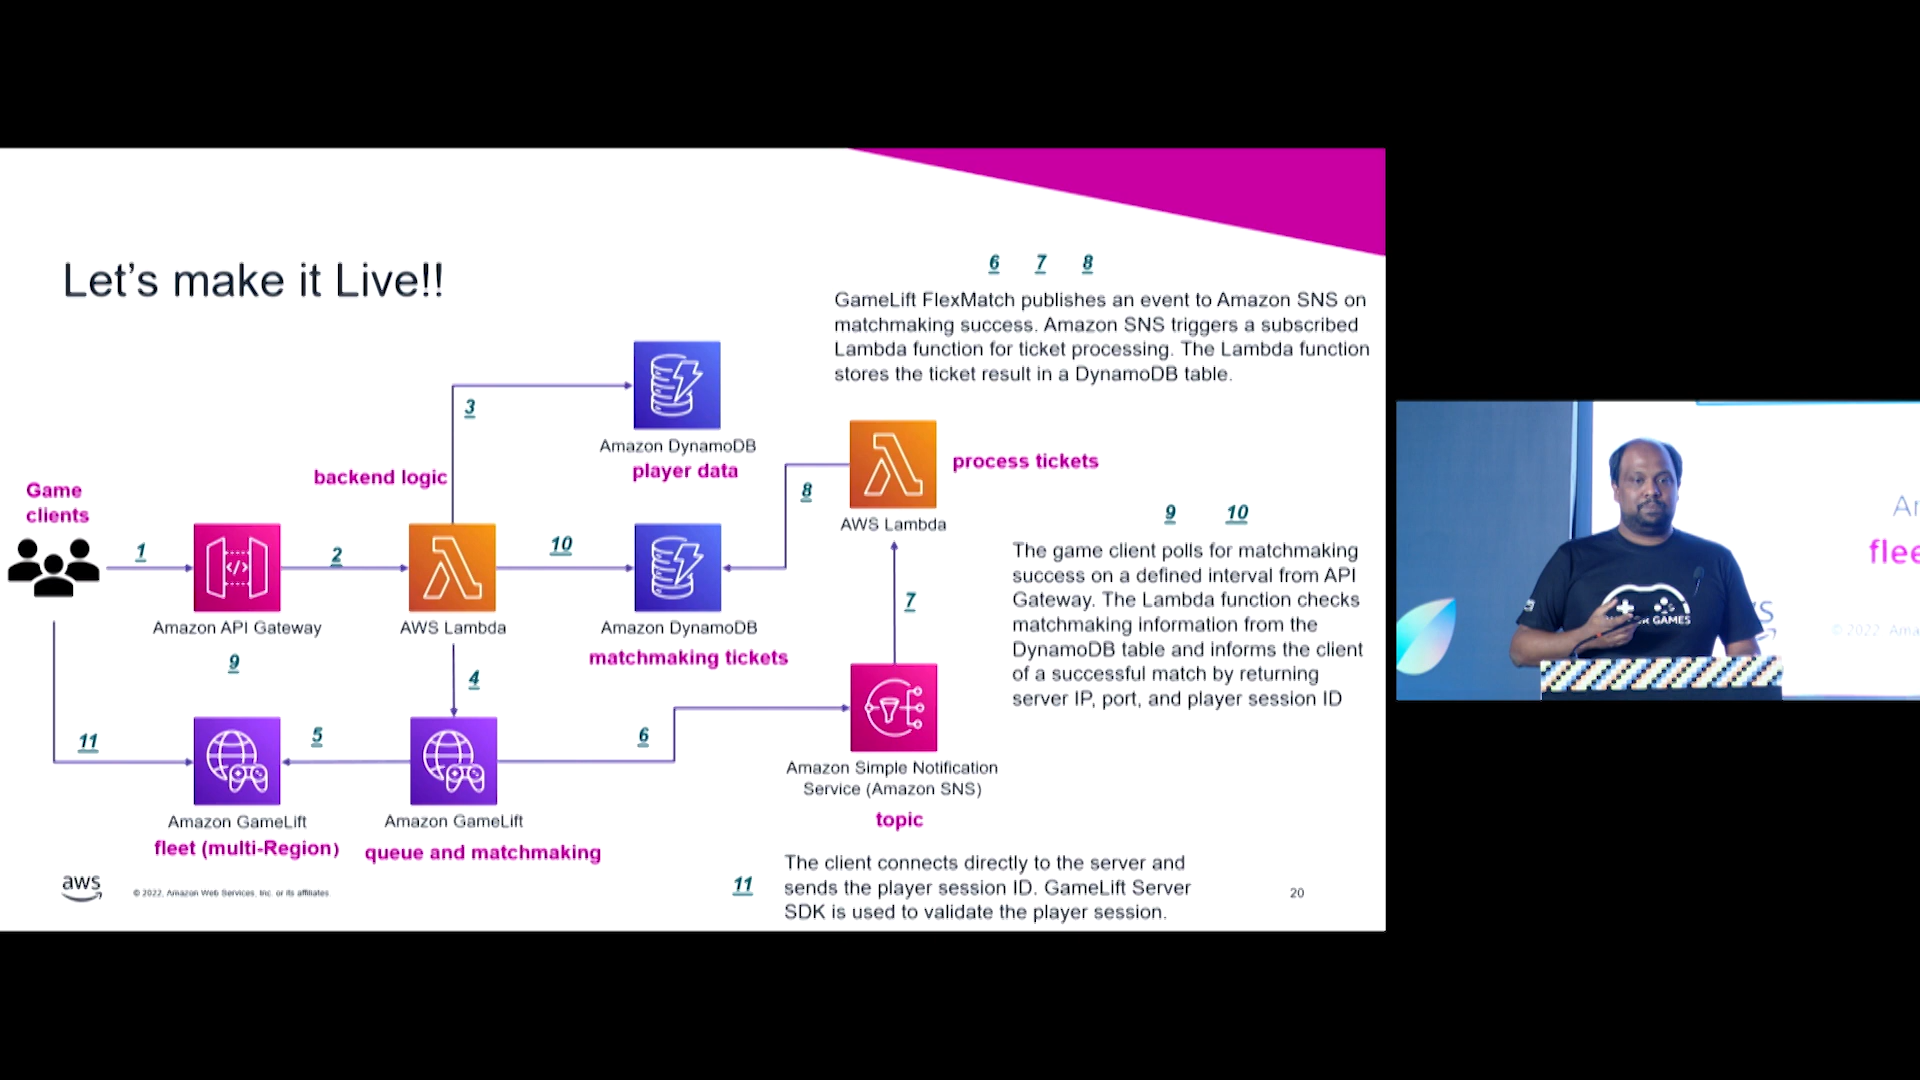 Let's make it Live!!
6 7 8
GameLift FlexMatch publishes an event to Amazon SNS on
matchmaking success. Amazon SNS triggers a subscribed
Lambda function for ticket processing. The Lambda function
stores the ticket result in a DynamoDB table.
3
Amazon DynamoDB
player data
backend logic
process tickets
8
AWS Lambda
Game
clients
1
2
10
Amazon API Gateway
AWS Lambda
Amazon DynamoDB
matchmaking tickets
9
4
7
9 10
The game client polls for matchmaking
success on a defined interval from API
Gateway. The Lambda function checks
matchmaking information from the
DynamoDB table and informs the client
of a successful match by returning
server IP, port, and player session ID
11
5
6
Amazon GameLift
fleet (multi-Region)
Amazon GameLift
queue and matchmaking
Amazon Simple Notification
Service (Amazon SNS)
topic
11
The client connects directly to the server and
sends the player session ID. GameLift Server
SDK is used to validate the player session.
aws
© 2022, Amazon Web Services, Inc. or its affiliates.
20
GAMES
© 2022, Ama